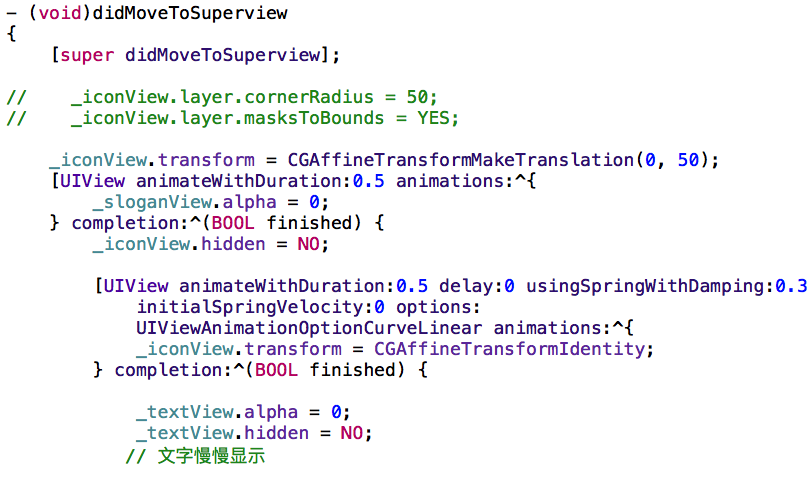 - (void)didMoveToSuperview
{
    [super didMoveToSuperview];
//    _iconView.layer.cornerRadius = 50;
//    _iconView.layer.masksToBounds = YES;
    _iconView.transform = CGAffineTransformMakeTranslation(0, 50);
    [UIView animateWithDuration:0.5 animations:^{
        _sloganView.alpha = 0;
    } completion:^(BOOL finished) {
        _iconView.hidden = NO;
        [UIView animateWithDuration:0.5 delay:0 usingSpringWithDamping:0.3
            initialSpringVelocity:0 options:
            UIViewAnimationOptionCurveLinear animations:^{
            _iconView.transform = CGAffineTransformIdentity;
        } completion:^(BOOL finished) {
            _textView.alpha = 0;
            _textView.hidden = NO;
           // 文字慢慢显示